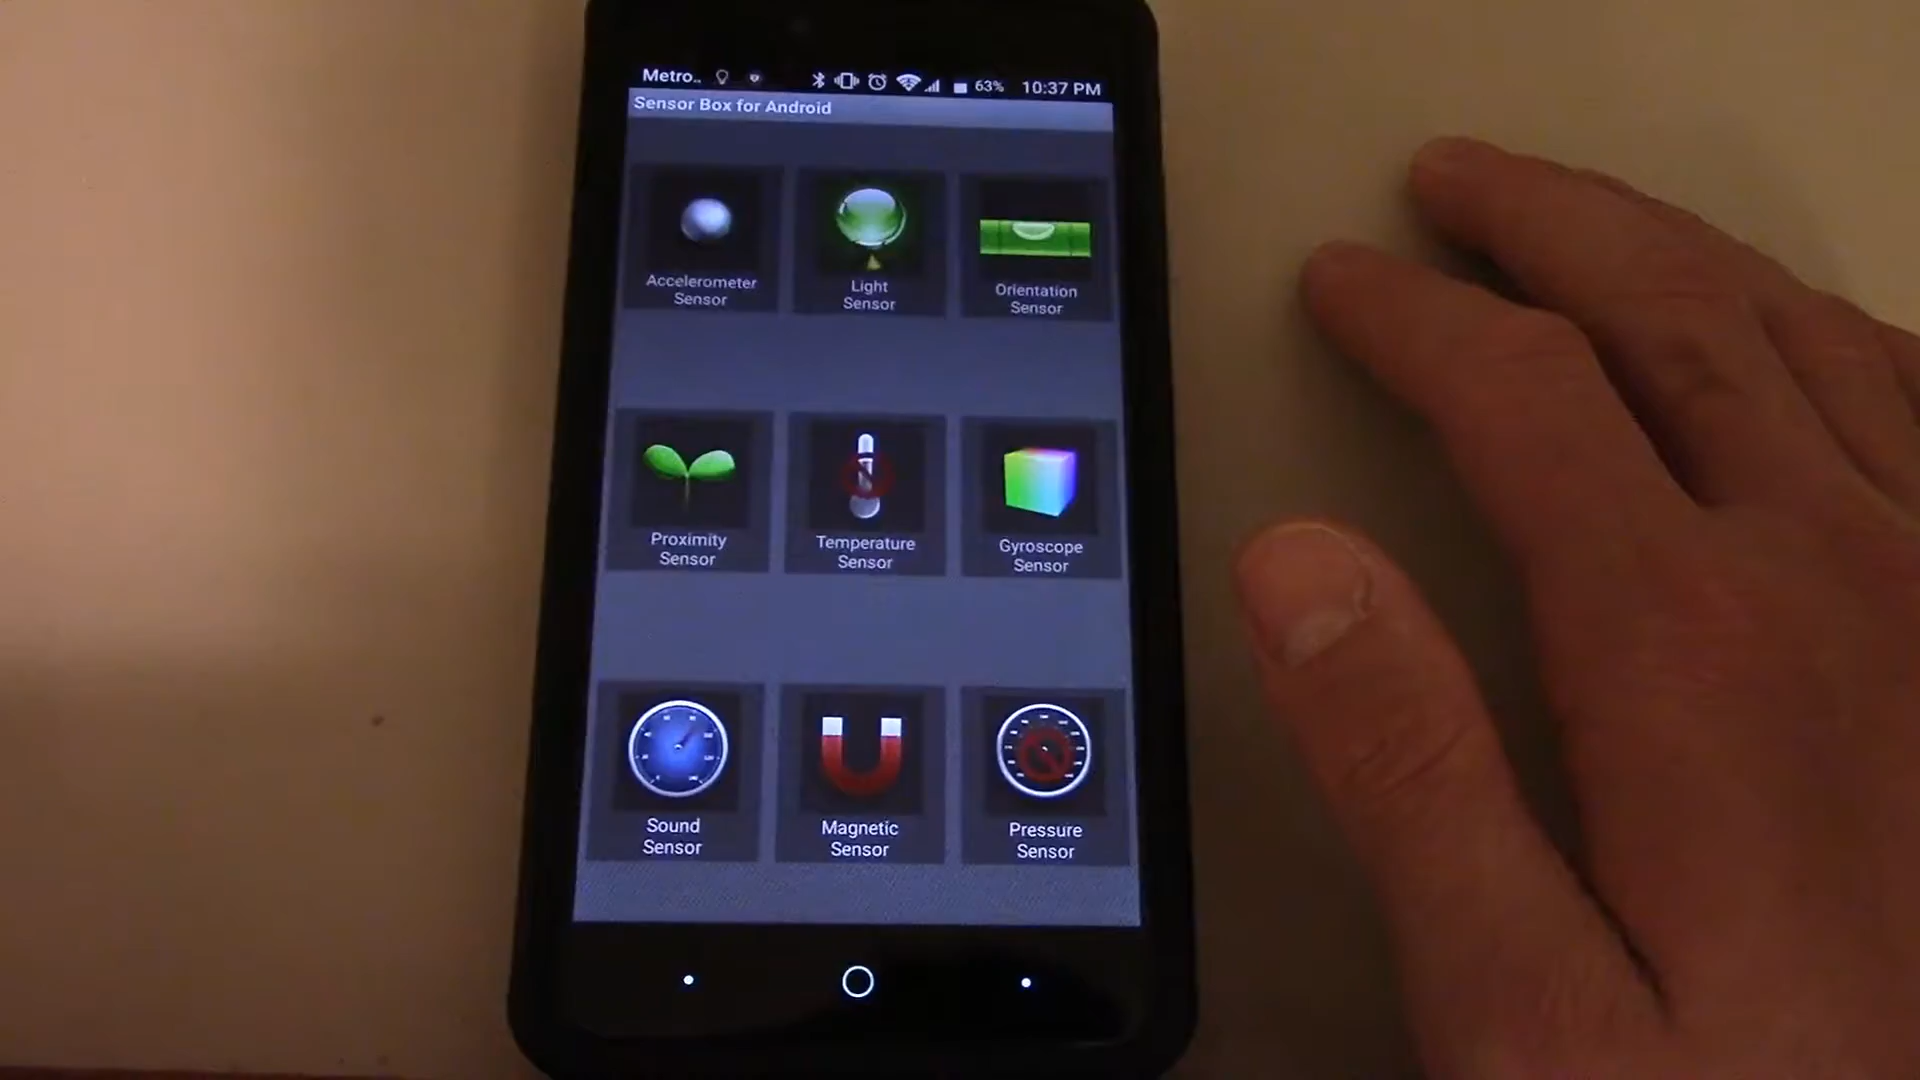 Metro.. 63% 10:37 PM
Sensor Box for Android
Accelerometer
Sensor
Light
Sensor
Orientation
Sensor
Proximity
Sensor
Temperature
Sensor
Gyroscope
Sensor
Sound
Sensor
Magnetic
Sensor
Pressure
Sensor